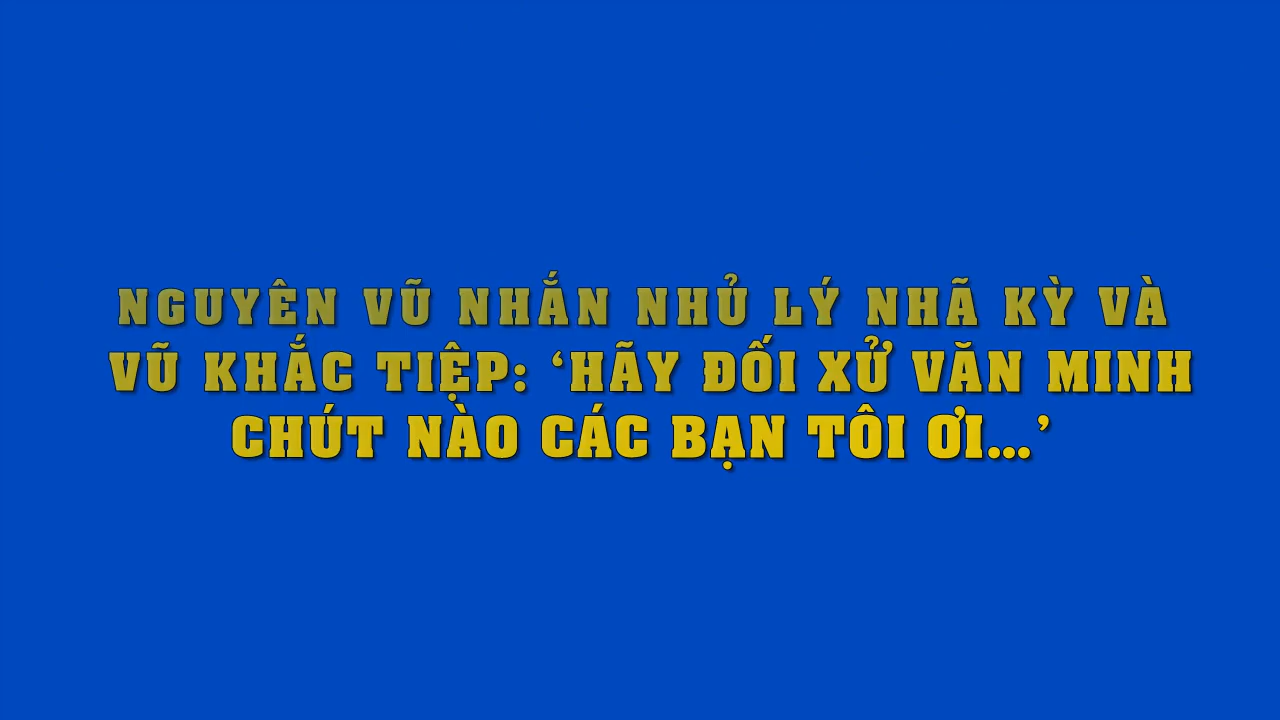 NGUYÊN VŨ NHẮN NHỦ LÝ NHÃ KỲ VÀ
VŨ KHẮC TIỆP: ‘HÃY ĐỐI XỬ VĂN MINH
CHÚT NÀO CÁC BẠN TÔI ƠI...’